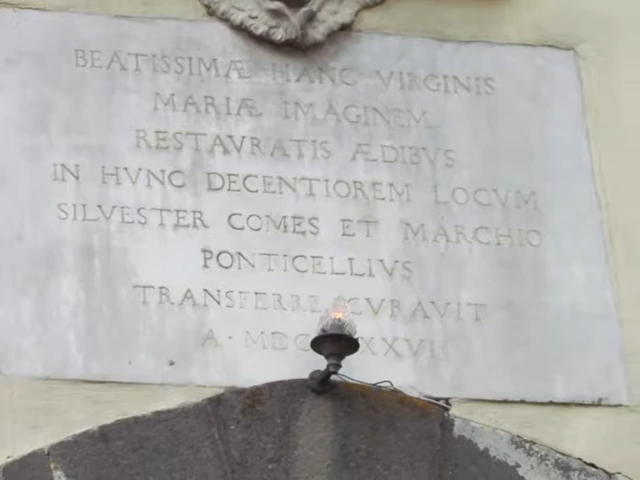 BEATISSIMÆ HANC VIRGINIS
MARIÆ IMAGINEM
RESTAVRATIS ÆDIBVS
IN HVNC DECENTIOREM LOCVM
SILVESTER COMES ET MARCHIO
PONTICELLIVS
TRANSFERRE CVRAVIT
A·